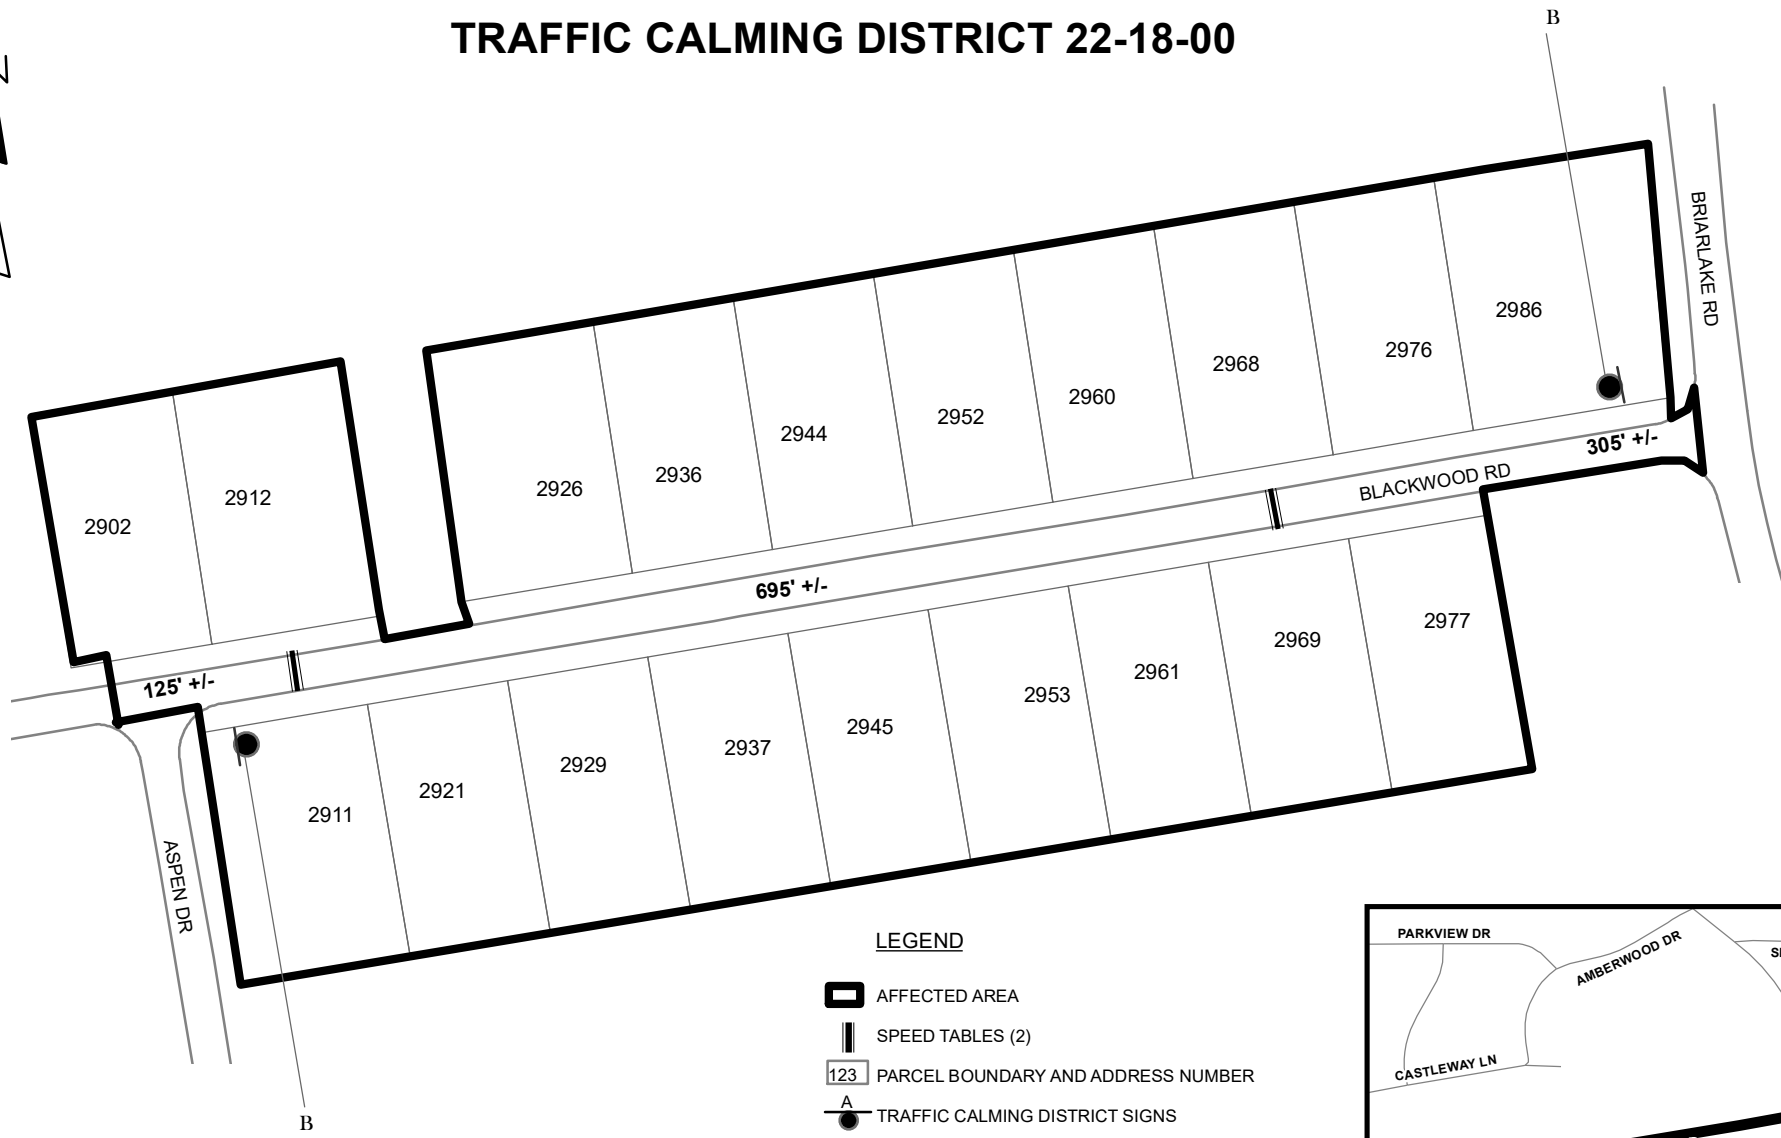 TRAFFIC CALMING DISTRICT 22-18-00
B
BRIARLAKE RD
2986
2976
2968
2960
2952
2944
2936
2926
2912
2902
305' +/-
BLACKWOOD RD
695' +/-
125' +/-
2977
2969
2961
2953
2945
2937
2929
2921
2911
ASPEN DR
B
LEGEND
AFFECTED AREA
SPEED TABLES (2)
123 PARCEL BOUNDARY AND ADDRESS NUMBER
A
TRAFFIC CALMING DISTRICT SIGNS
PARKVIEW DR
AMBERWOOD DR
CASTLEWAY LN